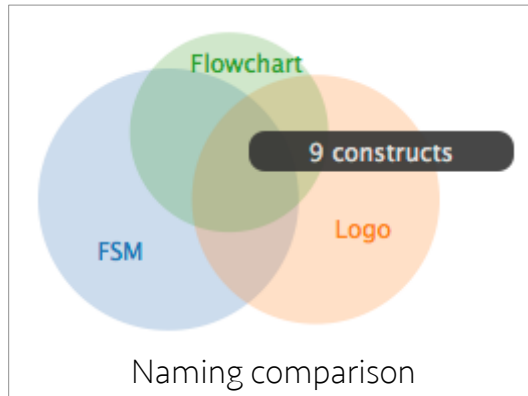 Flowchart
9 constructs
Logo
FSM
Naming comparison